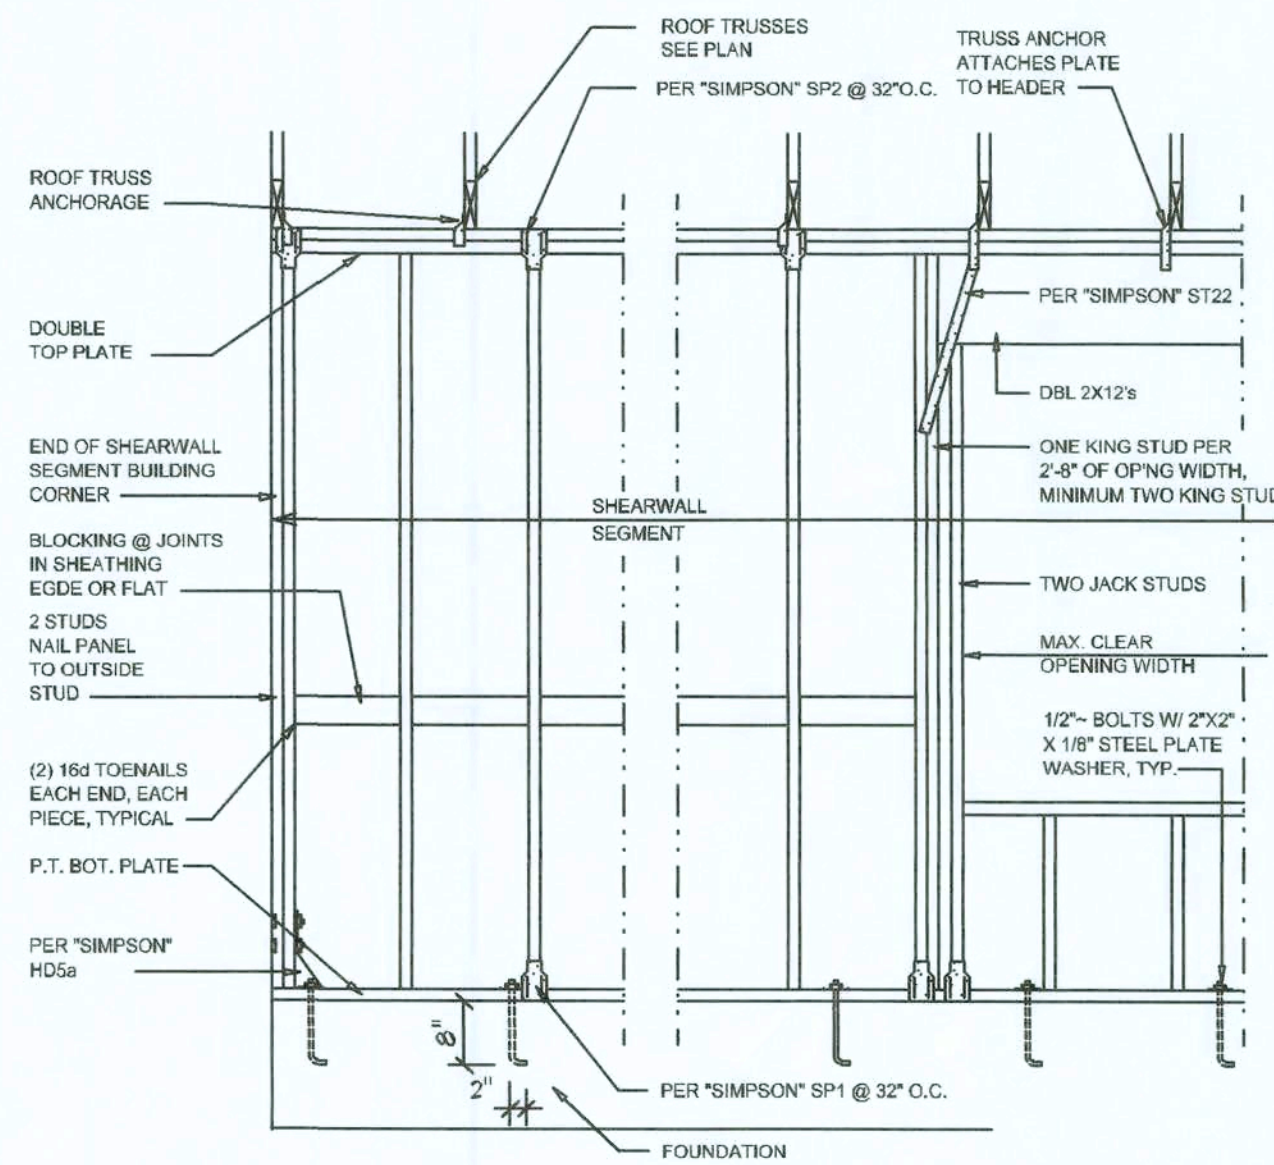 ROOF TRUSSES
SEE PLAN
TRUSS ANCHOR
ATTACHES PLATE
TO HEADER
PER "SIMPSON" SP2 @ 32"O.C.
ROOF TRUSS
ANCHORAGE
PER "SIMPSON" ST22
DOUBLE
TOP PLATE
DBL 2X12's
END OF SHEARWALL
SEGMENT BUILDING
CORNER
ONE KING STUD PER
2'-8" OF OP'NG WIDTH,
MINIMUM TWO KING STUD
SHEARWALL
SEGMENT
BLOCKING @ JOINTS
IN SHEATHING
EGDE OR FLAT
TWO JACK STUDS
2 STUDS
NAIL PANEL
TO OUTSIDE
STUD
MAX. CLEAR
OPENING WIDTH
1/2"~ BOLTS W/ 2"X2"
X 1/8" STEEL PLATE
WASHER, TYP.
(2) 16d TOENAILS
EACH END, EACH
PIECE, TYPICAL
P.T. BOT. PLATE
PER "SIMPSON"
HD5a
8"
2"
PER "SIMPSON" SP1 @ 32" O.C.
FOUNDATION